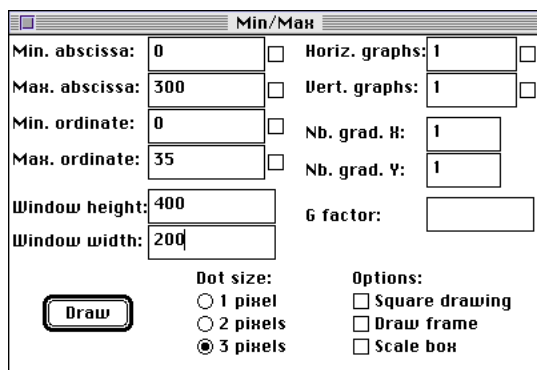 Min/Max
Min. abscissa: 0
Max. abscissa: 300
Min. ordinate: 0
Max. ordinate: 35
Window height: 400
Window width: 200
Horiz. graphs: 1
Vert. graphs: 1
Nb. grad. X: 1
Nb. grad. Y: 1
G factor:
Draw
Dot size:
1 pixel
2 pixels
3 pixels
Options:
Square drawing
Draw frame
Scale box